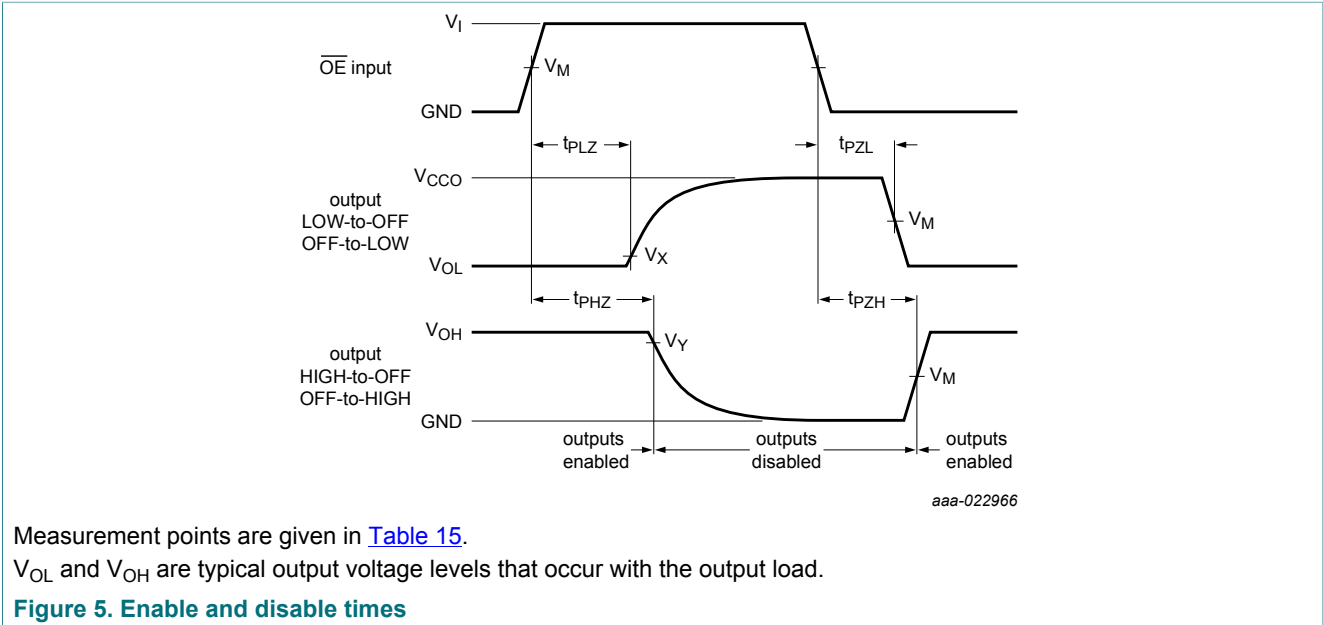 V_I
O̅E̅ input
V_M
GND
t_PLZ
t_PZL
V_CCO
output
LOW-to-OFF
OFF-to-LOW
V_M
V_X
V_OL
t_PHZ
t_PZH
V_OH
V_Y
output
HIGH-to-OFF
OFF-to-HIGH
V_M
GND
outputs
enabled
outputs
disabled
outputs
enabled
aaa-022966
Measurement points are given in Table 15.
V_OL and V_OH are typical output voltage levels that occur with the output load.
Figure 5. Enable and disable times